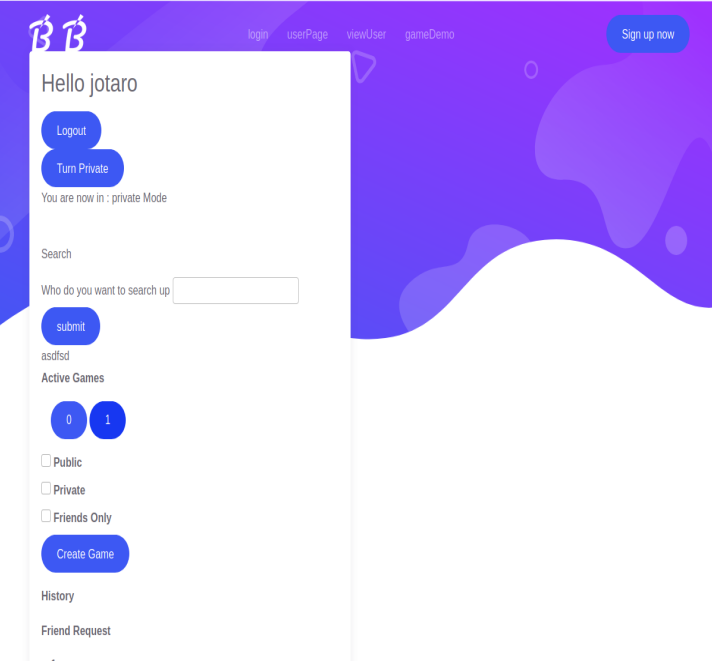 B B
login userPage viewUser gameDemo Sign up now
Hello jotaro
Logout
Turn Private
You are now in : private Mode
Search
Who do you want to search up
submit
asdfsd
Active Games
0 1
Public
Private
Friends Only
Create Game
History
Friend Request